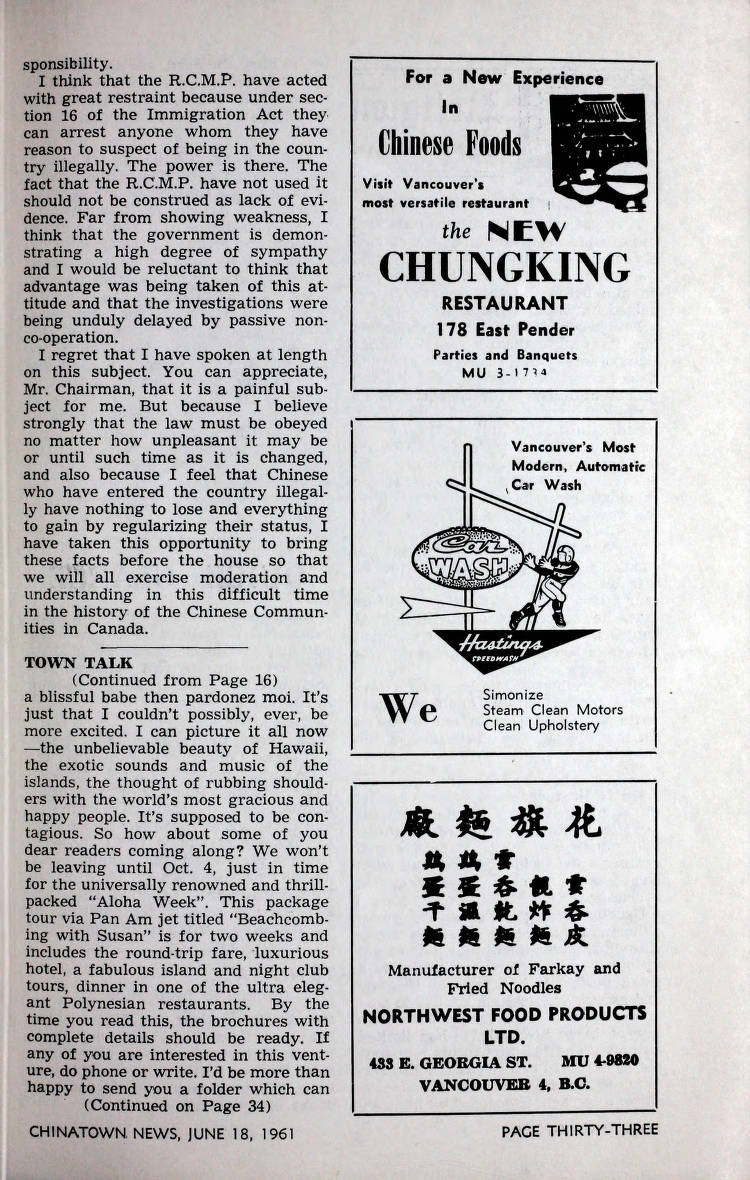 sponsibility.
I think that the R.C.M.P. have acted
with great restraint because under sec-
tion 16 of the Immigration Act they
can arrest anyone whom they have
reason to suspect of being in the coun-
try illegally. The power is there. The
fact that the R.C.M.P. have not used it
should not be construed as lack of evi-
dence. Far from showing weakness, I
think that the government is demon-
strating a high degree of sympathy
and I would be reluctant to think that
advantage was being taken of this at-
titude and that the investigations were
being unduly delayed by passive non-
co-operation.
I regret that I have spoken at length
on this subject. You can appreciate,
Mr. Chairman, that it is a painful sub-
ject for me. But because I believe
strongly that the law must be obeyed
no matter how unpleasant it may be
or until such time as it is changed,
and also because I feel that Chinese
who have entered the country illegal-
ly have nothing to lose and everything
to gain by regularizing their status, I
have taken this opportunity to bring
these facts before the house so that
we will all exercise moderation and
understanding in this difficult time
in the history of the Chinese Commun-
ities in Canada.
TOWN TALK
(Continued from Page 16)
a blissful babe then pardonez moi. It's
just that I couldn't possibly, ever, be
more excited. I can picture it all now
—the unbelievable beauty of Hawaii,
the exotic sounds and music of the
islands, the thought of rubbing should-
ers with the world's most gracious and
happy people. It's supposed to be con-
tagious. So how about some of you
dear readers coming along? We won't
be leaving until Oct. 4, just in time
for the universally renowned and thrill-
packed "Aloha Week". This package
tour via Pan Am jet titled "Beachcomb-
ing with Susan" is for two weeks and
includes the round-trip fare, luxurious
hotel, a fabulous island and night club
tours, dinner in one of the ultra eleg-
ant Polynesian restaurants. By the
time you read this, the brochures with
complete details should be ready. If
any of you are interested in this vent-
ure, do phone or write. I'd be more than
happy to send you a folder which can
(Continued on Page 34)
For a New Experience
In
Chinese Foods
Visit Vancouver's
most versatile restaurant
the NEW
CHUNGKING
RESTAURANT
178 East Pender
Parties and Banquets
MU 3-1734
Vancouver's Most
Modern, Automatic
Car Wash
Car
WASH
Hastings
SPEEDWASH
We
Simonize
Steam Clean Motors
Clean Upholstery
花旗麵廠
雲吞皮
觀炸麵
雲吞乾麵
鷄蛋濕麵
鷄蛋干麵
Manufacturer of Farkay and
Fried Noodles
NORTHWEST FOOD PRODUCTS
LTD.
433 E. GEORGIA ST. MU 4-9820
VANCOUVER 4, B.C.
CHINATOWN NEWS, JUNE 18, 1961
PAGE THIRTY-THREE